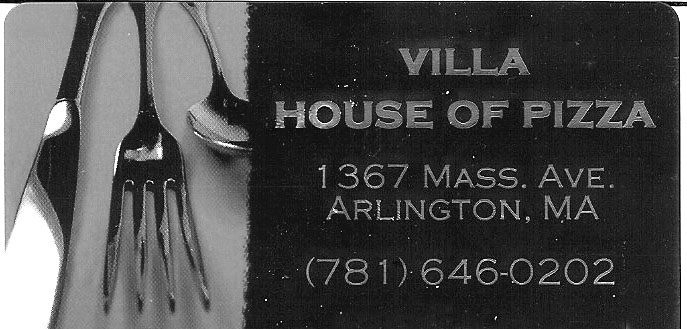 VILLA
HOUSE OF PIZZA
1367 MASS. AVE.
ARLINGTON, MA
(781) 646-0202